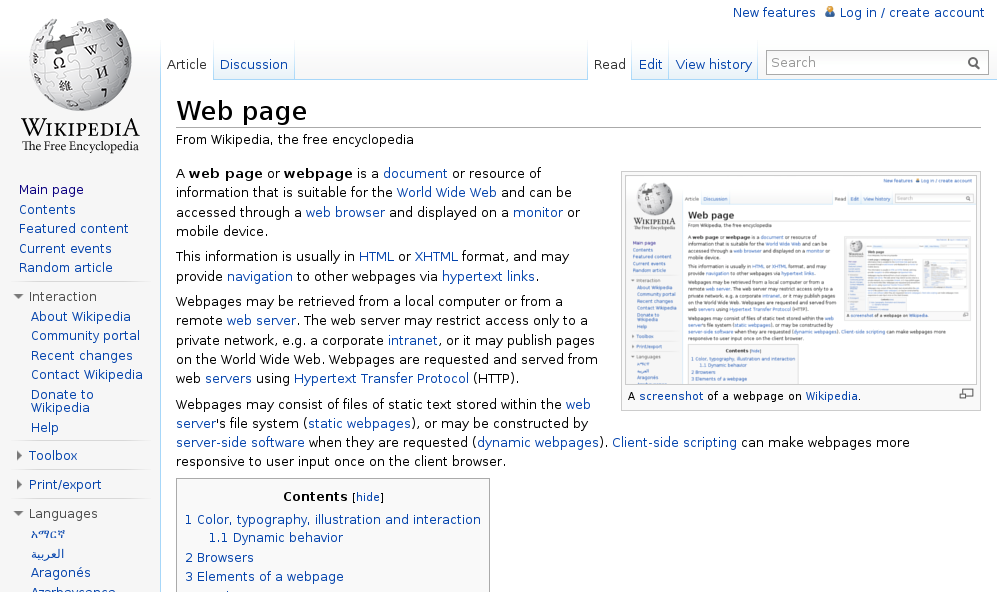 New features Log in / create account
Article Discussion Read Edit View history Search
WIKIPEDIA
The Free Encyclopedia
Main page
Contents
Featured content
Current events
Random article
Interaction
About Wikipedia
Community portal
Recent changes
Contact Wikipedia
Donate to
Wikipedia
Help
Toolbox
Print/export
Languages
አማርኛ
العربية
Aragonés
Azərbaycanca
Web page
From Wikipedia, the free encyclopedia
A web page or webpage is a document or resource of
information that is suitable for the World Wide Web and can be
accessed through a web browser and displayed on a monitor or
mobile device.
This information is usually in HTML or XHTML format, and may
provide navigation to other webpages via hypertext links.
Webpages may be retrieved from a local computer or from a
remote web server. The web server may restrict access only to a
private network, e.g. a corporate intranet, or it may publish pages
on the World Wide Web. Webpages are requested and served from
web servers using Hypertext Transfer Protocol (HTTP).
Webpages may consist of files of static text stored within the web
server's file system (static webpages), or may be constructed by
server-side software when they are requested (dynamic webpages). Client-side scripting can make webpages more
responsive to user input once on the client browser.
A screenshot of a webpage on Wikipedia.
Contents [hide]
1 Color, typography, illustration and interaction
1.1 Dynamic behavior
2 Browsers
3 Elements of a webpage